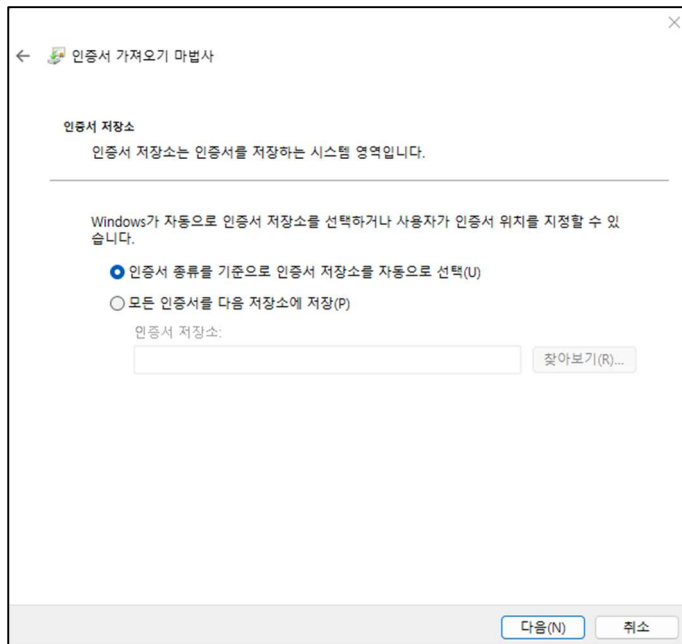 인증서 가져오기 마법사
인증서 저장소
인증서 저장소는 인증서를 저장하는 시스템 영역입니다.
Windows가 자동으로 인증서 저장소를 선택하거나 사용자가 인증서 위치를 지정할 수 있
습니다.
인증서 종류를 기준으로 인증서 저장소를 자동으로 선택(U)
모든 인증서를 다음 저장소에 저장(P)
인증서 저장소:
찾아보기(R)...
다음(N) 취소